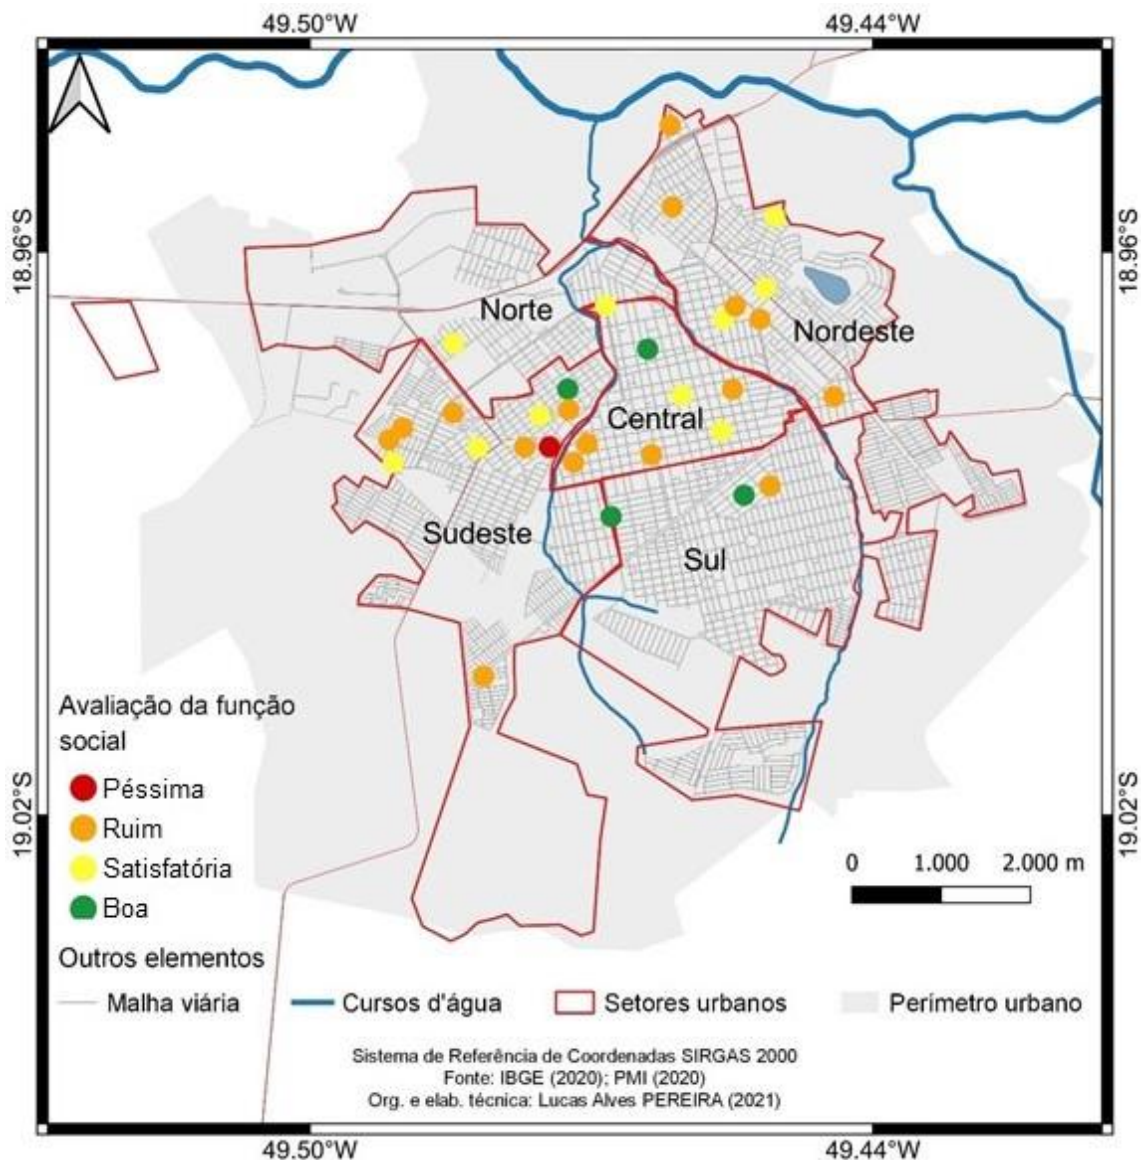 49.50°W 49.44°W
18.96°S 18.96°S
Norte
Nordeste
Central
Sudeste
Sul
Avaliação da função
social
Péssima
Ruim
Satisfatória
Boa
19.02°S 19.02°S
0 1.000 2.000 m
Outros elementos
Malha viária Cursos d'água Setores urbanos Perímetro urbano
Sistema de Referência de Coordenadas SIRGAS 2000
Fonte: IBGE (2020); PMI (2020)
Org. e elab. técnica: Lucas Alves PEREIRA (2021)
49.50°W 49.44°W